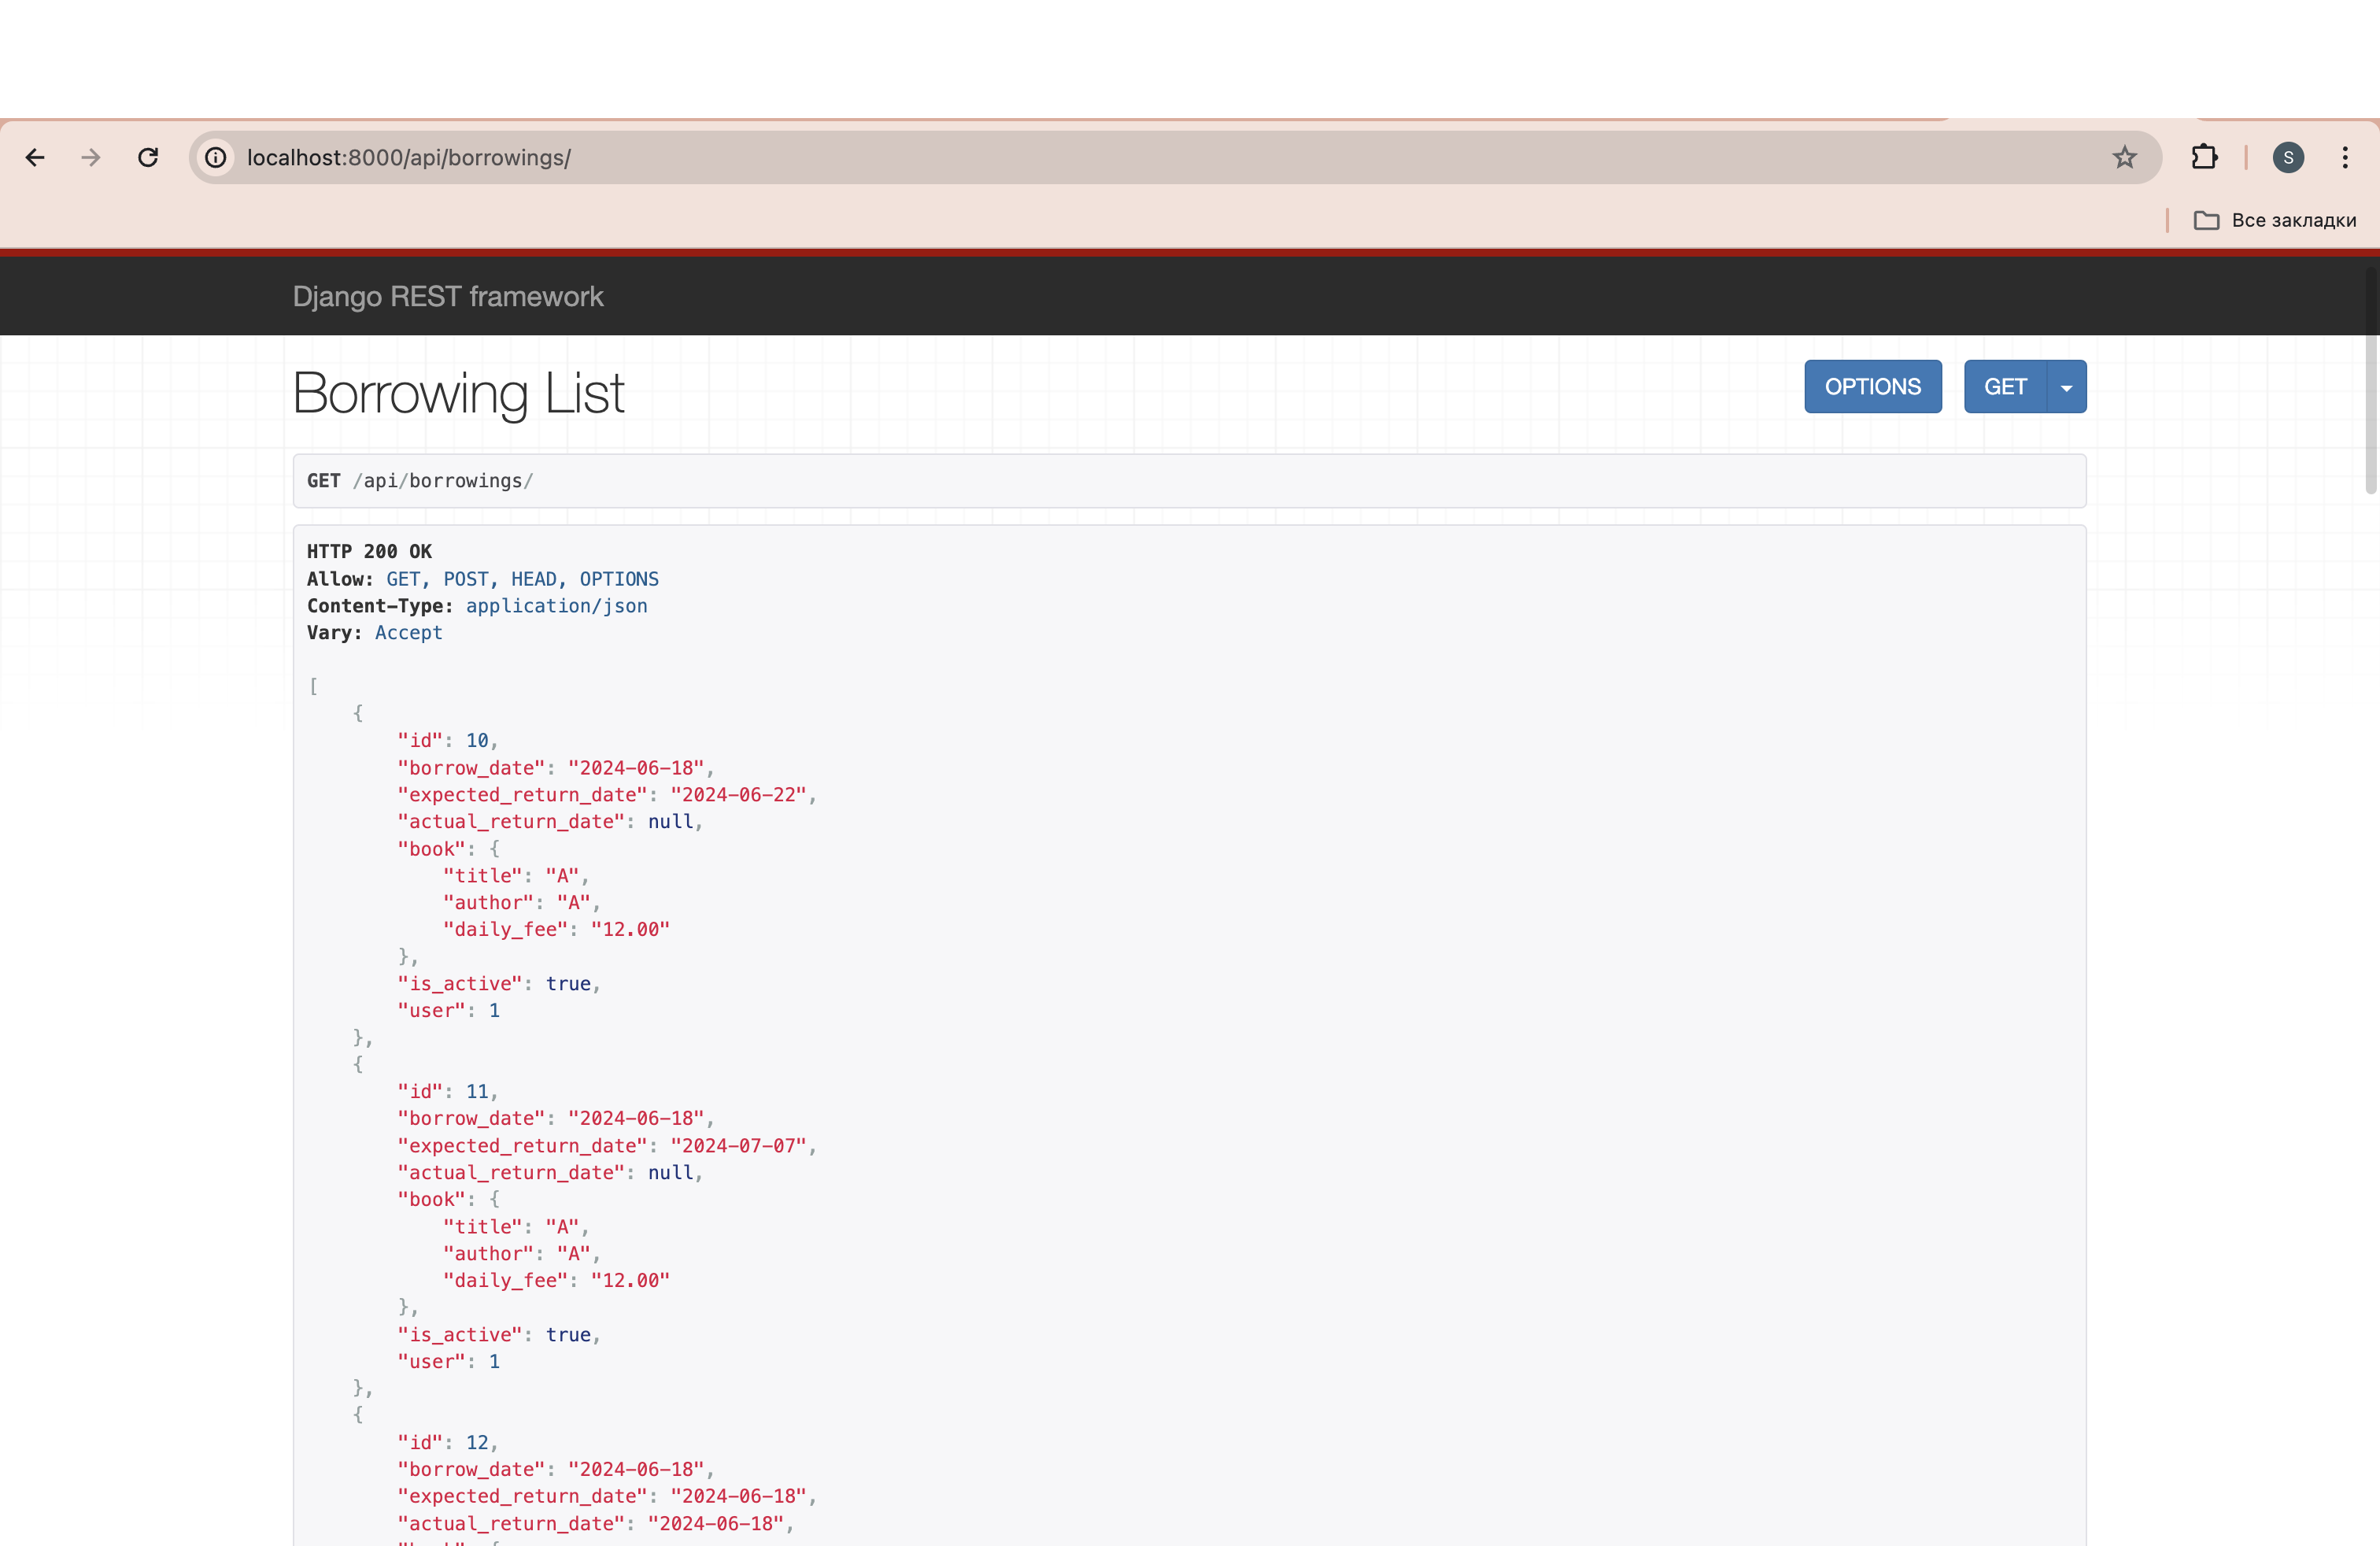 localhost:8000/api/borrowings/
S
Все закладки
Django REST framework
Borrowing List
OPTIONS
GET
GET /api/borrowings/
HTTP 200 OK
Allow: GET, POST, HEAD, OPTIONS
Content-Type: application/json
Vary: Accept
[
    {
        "id": 10,
        "borrow_date": "2024-06-18",
        "expected_return_date": "2024-06-22",
        "actual_return_date": null,
        "book": {
            "title": "A",
            "author": "A",
            "daily_fee": "12.00"
        },
        "is_active": true,
        "user": 1
    },
    {
        "id": 11,
        "borrow_date": "2024-06-18",
        "expected_return_date": "2024-07-07",
        "actual_return_date": null,
        "book": {
            "title": "A",
            "author": "A",
            "daily_fee": "12.00"
        },
        "is_active": true,
        "user": 1
    },
    {
        "id": 12,
        "borrow_date": "2024-06-18",
        "expected_return_date": "2024-06-18",
        "actual_return_date": "2024-06-18",